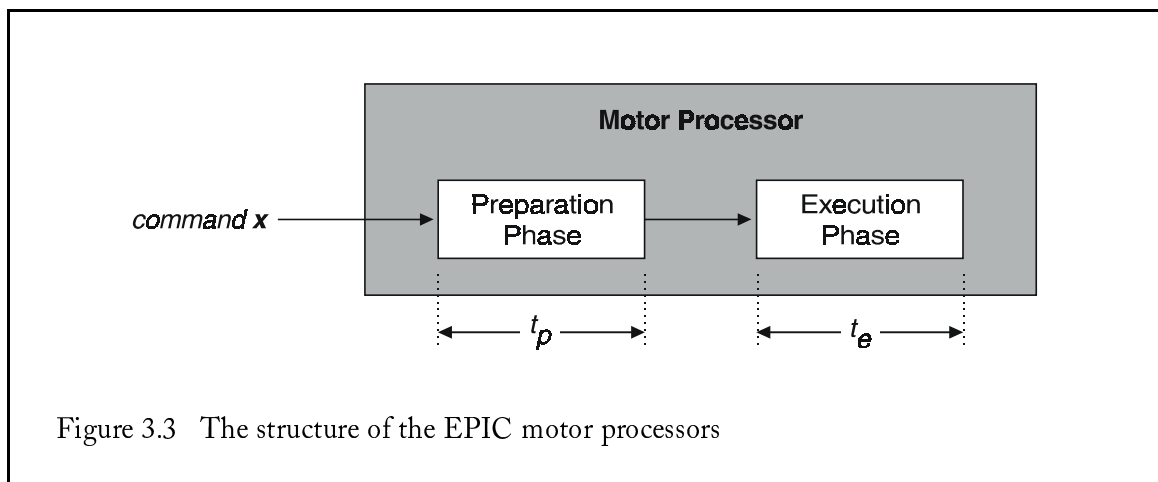 Motor Processor
command x
Preparation
Phase
Execution
Phase
tp
te
Figure 3.3 The structure of the EPIC motor processors